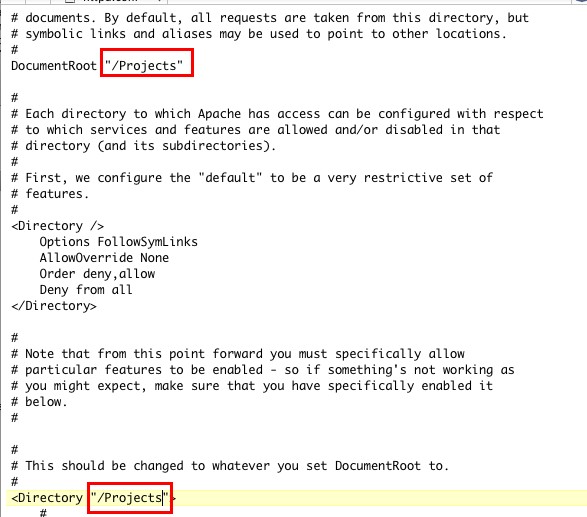 # documents. By default, all requests are taken from this directory, but
# symbolic links and aliases may be used to point to other locations.
#
DocumentRoot "/Projects"
#
# Each directory to which Apache has access can be configured with respect
# to which services and features are allowed and/or disabled in that
# directory (and its subdirectories).
#
# First, we configure the "default" to be a very restrictive set of
# features.
#
<Directory />
    Options FollowSymLinks
    AllowOverride None
    Order deny,allow
    Deny from all
</Directory>
#
# Note that from this point forward you must specifically allow
# particular features to be enabled - so if something's not working as
# you might expect, make sure that you have specifically enabled it
# below.
#
#
# This should be changed to whatever you set DocumentRoot to.
#
<Directory "/Projects">
    #